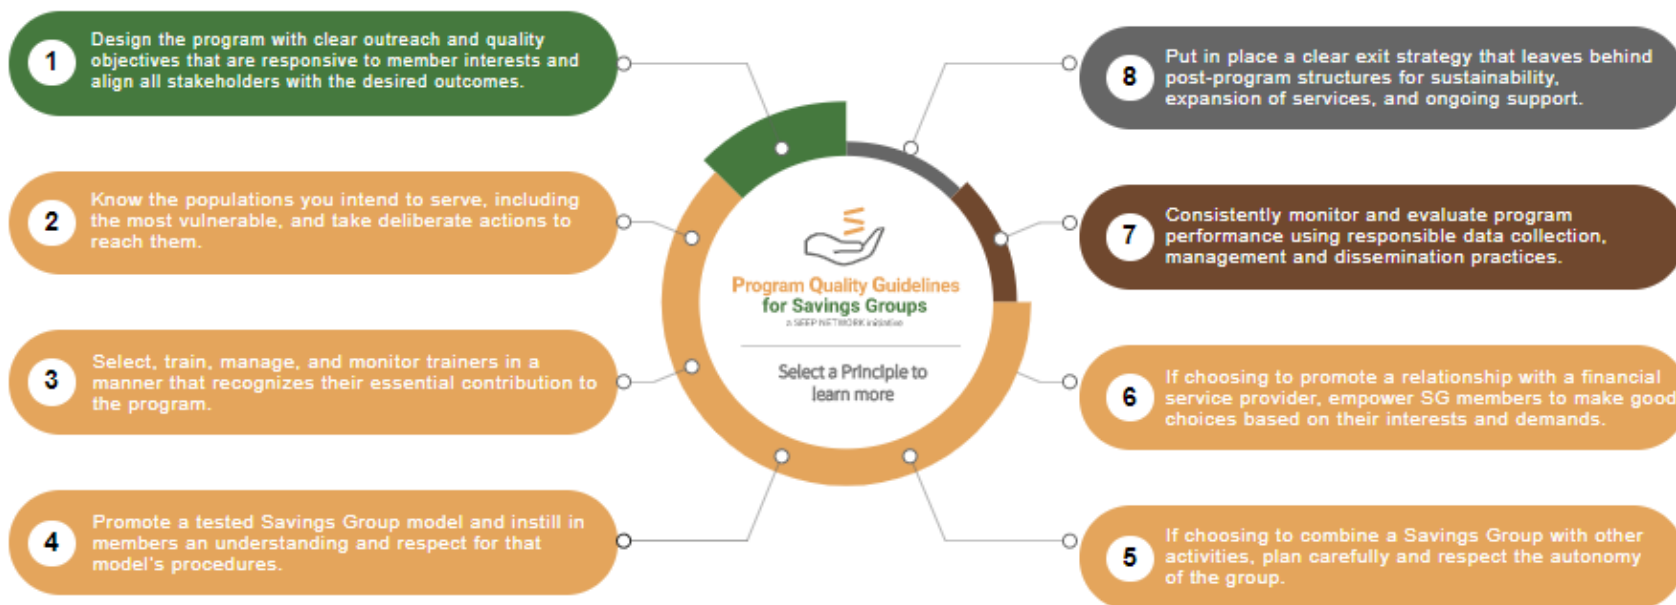 1
Design the program with clear outreach and quality
objectives that are responsive to member interests and
align all stakeholders with the desired outcomes.
2
Know the populations you intend to serve, including
the most vulnerable, and take deliberate actions to
reach them.
3
Select, train, manage, and monitor trainers in a
manner that recognizes their essential contribution to
the program.
4
Promote a tested Savings Group model and instill in
members an understanding and respect for that
model's procedures.
Program Quality Guidelines
for Savings Groups
a SEEP NETWORK initiative
Select a Principle to
learn more
8
Put in place a clear exit strategy that leaves behind
post-program structures for sustainability,
expansion of services, and ongoing support.
7
Consistently monitor and evaluate program
performance using responsible data collection,
management and dissemination practices.
6
If choosing to promote a relationship with a financial
service provider, empower SG members to make good
choices based on their interests and demands.
5
If choosing to combine a Savings Group with other
activities, plan carefully and respect the autonomy
of the group.